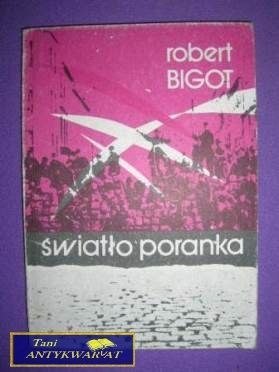 robert
BIGOT
światło poranka
Tani
ANTYKWARIAT